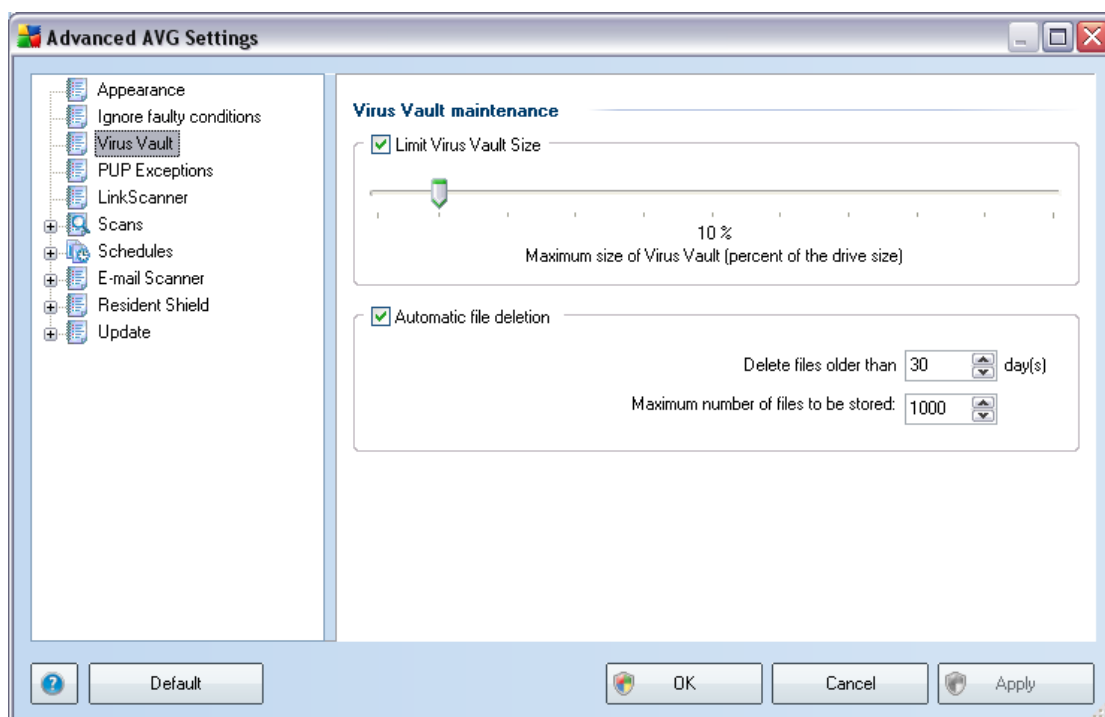 Advanced AVG Settings
Appearance
Ignore faulty conditions
Virus Vault
PUP Exceptions
LinkScanner
Scans
Schedules
E-mail Scanner
Resident Shield
Update
Virus Vault maintenance
Limit Virus Vault Size
10 %
Maximum size of Virus Vault (percent of the drive size)
Automatic file deletion
Delete files older than 30 day(s)
Maximum number of files to be stored: 1000
? Default OK Cancel Apply